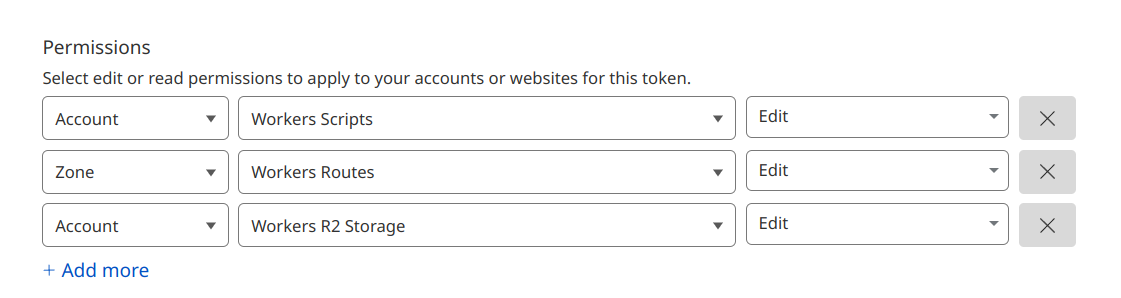 Permissions
Select edit or read permissions to apply to your accounts or websites for this token.
Account Workers Scripts Edit
Zone Workers Routes Edit
Account Workers R2 Storage Edit
+ Add more